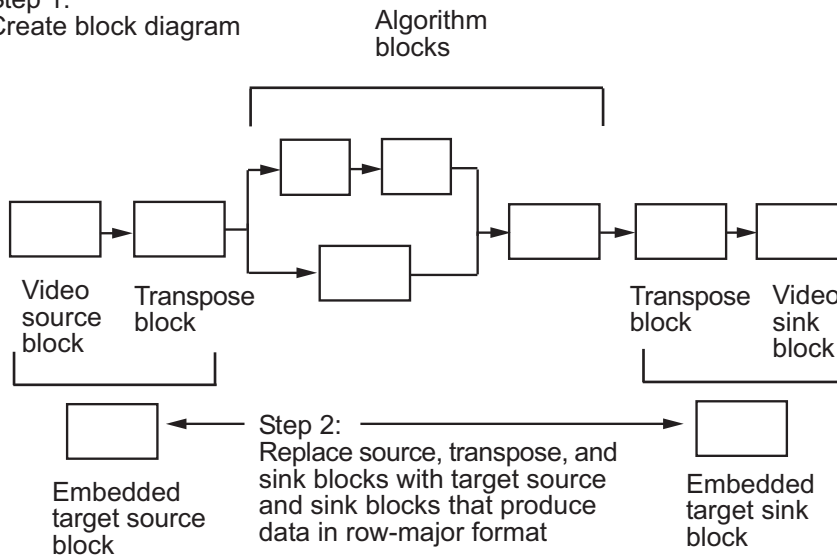 Step 1:
Create block diagram
Algorithm
blocks
Video
source
block
Transpose
block
Transpose
block
Video
sink
block
Step 2:
Replace source, transpose, and
sink blocks with target source
and sink blocks that produce
data in row-major format
Embedded
target source
block
Embedded
target sink
block